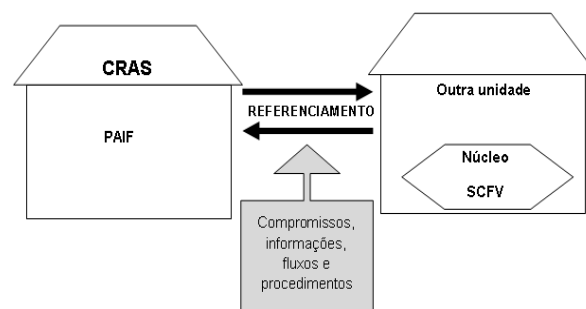 CRAS
PAIF
REFERENCIAMENTO
Outra unidade
Núcleo
SCFV
Compromissos,
informações,
fluxos e
procedimentos